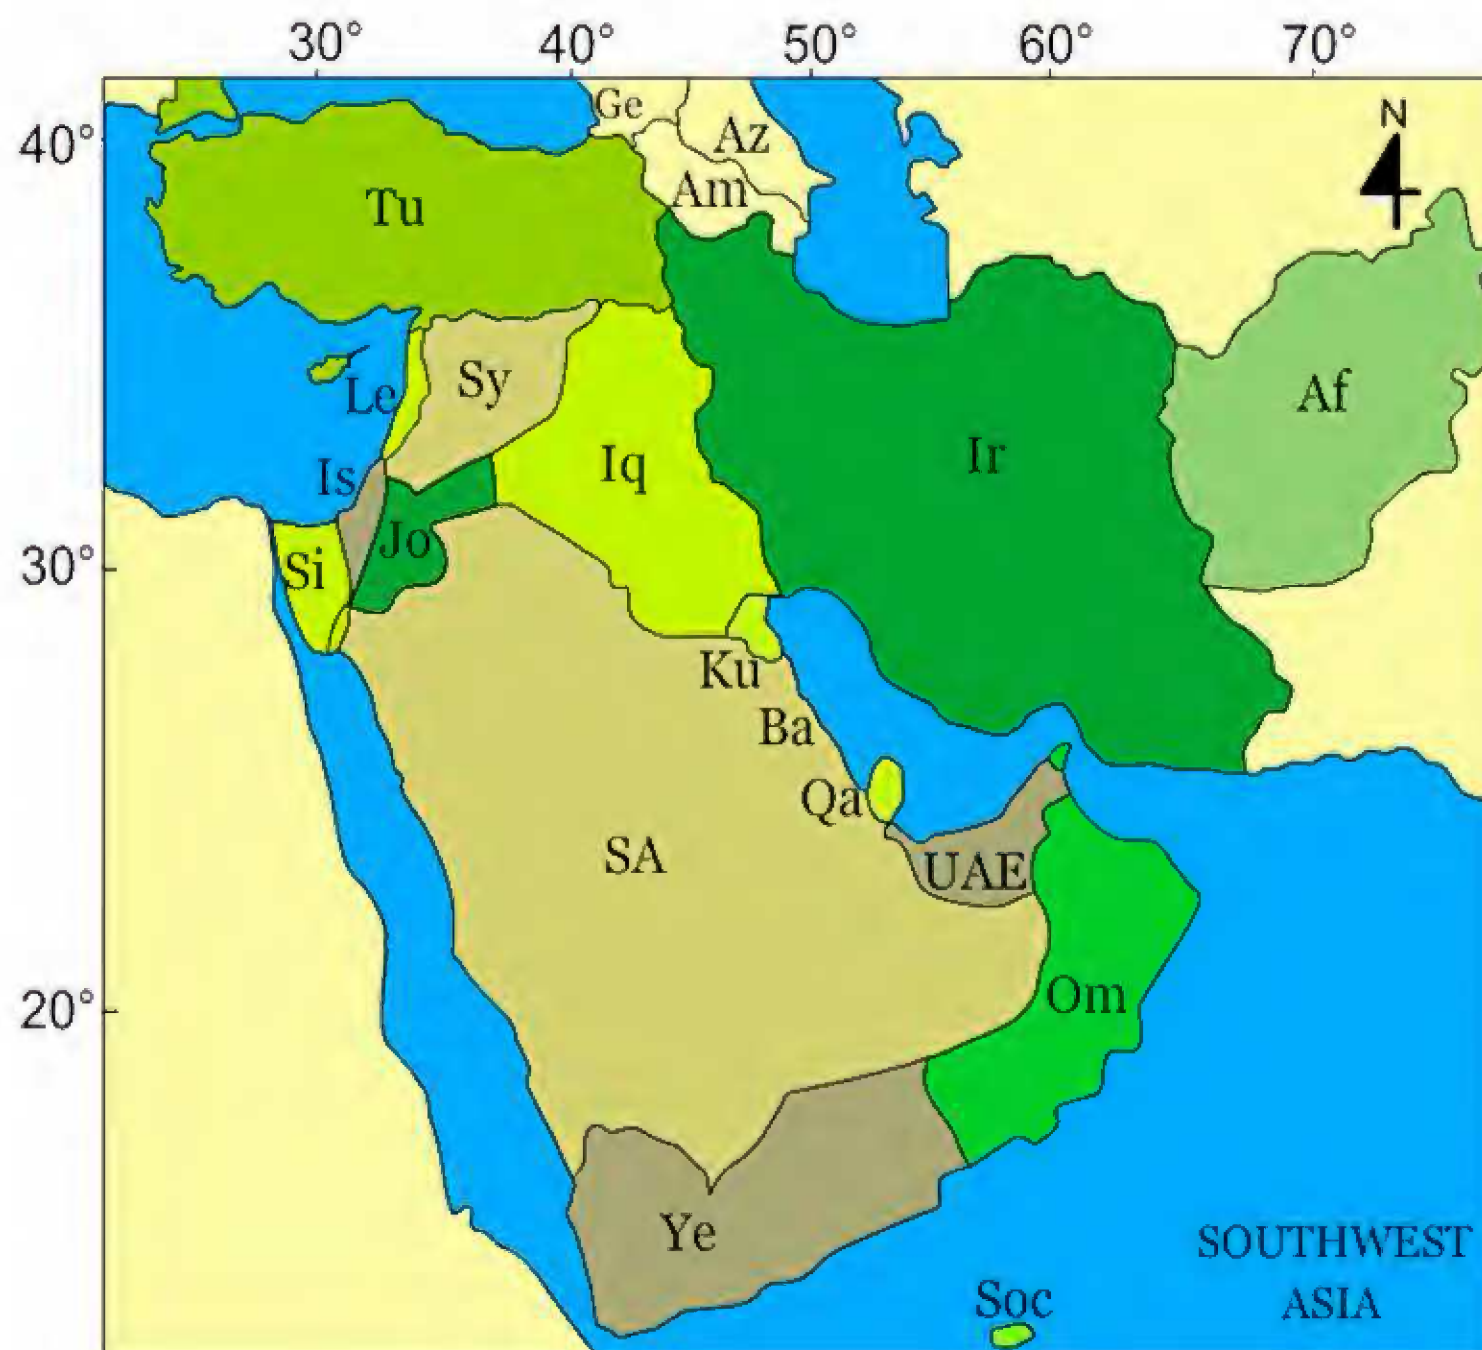 30° 40° 50° 60° 70°
Ge
N
Az
40°
Am
Tu
Sy
Le
Af
Iq
Ir
Is
Jo
30°
Si
Ku
Ba
Qa
SA
UAE
Om
20°
Ye
SOUTHWEST
ASIA
Soc